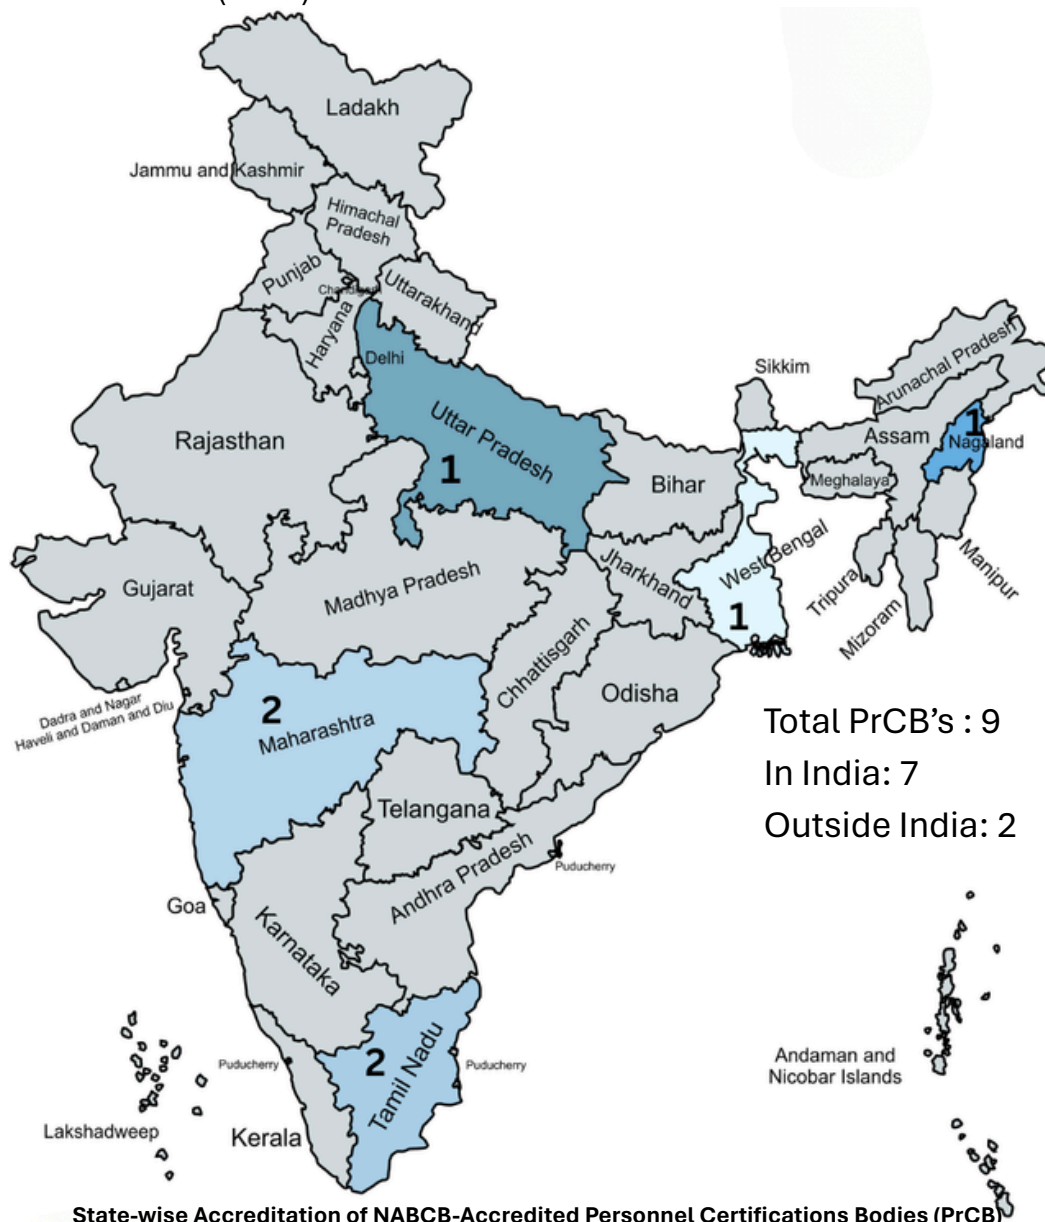 Ladakh
Jammu and Kashmir
Himachal
Pradesh
Punjab
Chandigarh
Uttarakhand
Haryana
Delhi
Sikkim
Arunachal Pradesh
Uttar Pradesh
1
Rajasthan
Bihar
Assam
1
Nagaland
Meghalaya
Gujarat
Madhya Pradesh
Jharkhand
West Bengal
1
Tripura
Mizoram
Manipur
Chhattisgarh
Odisha
Dadra and Nagar
Haveli and Daman and Diu
2
Maharashtra
Total PrCB's : 9
In India: 7
Outside India: 2
Telangana
Andhra Pradesh
Puducherry
Goa
Karnataka
2
Tamil Nadu
Puducherry
Puducherry
Andaman and
Nicobar Islands
Lakshadweep
Kerala
State-wise Accreditation of NABCB-Accredited Personnel Certifications Bodies (PrCB)